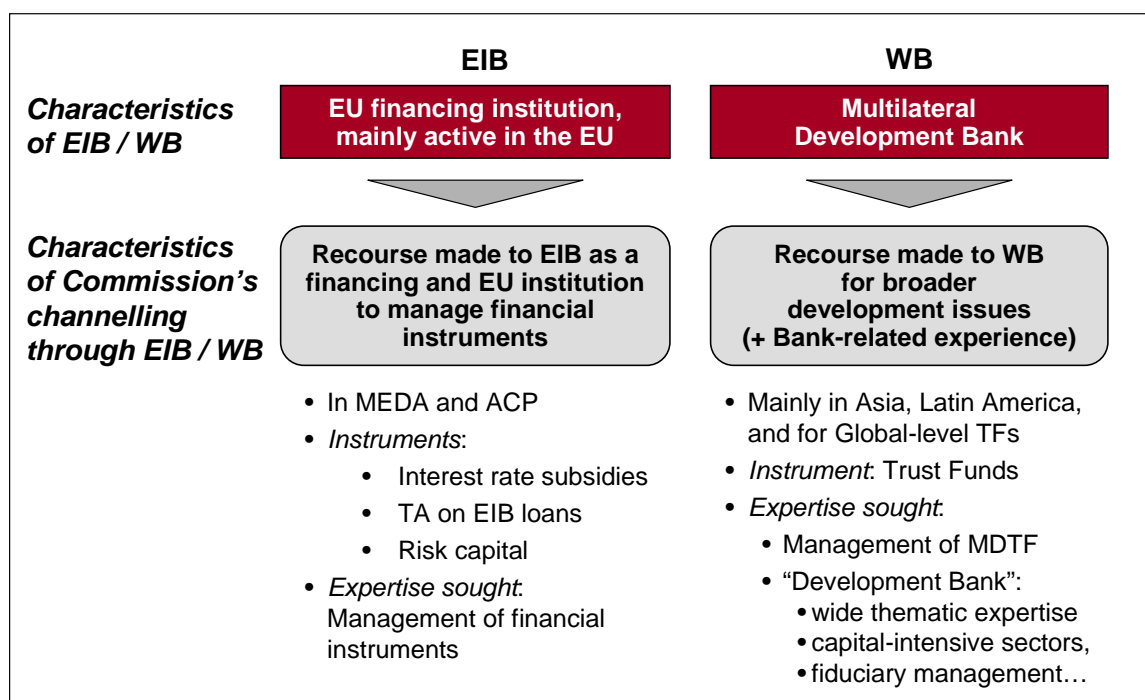 EIB
WB
Characteristics
of EIB / WB
EU financing institution,
mainly active in the EU
Multilateral
Development Bank
Characteristics
of Commission’s
channelling
through EIB / WB
Recourse made to EIB as a
financing and EU institution
to manage financial
instruments
Recourse made to WB
for broader
development issues
(+ Bank-related experience)
• In MEDA and ACP
• Instruments:
• Interest rate subsidies
• TA on EIB loans
• Risk capital
• Expertise sought:
Management of financial
instruments
• Mainly in Asia, Latin America,
and for Global-level TFs
• Instrument: Trust Funds
• Expertise sought:
• Management of MDTF
• “Development Bank”:
• wide thematic expertise
• capital-intensive sectors,
• fiduciary management…